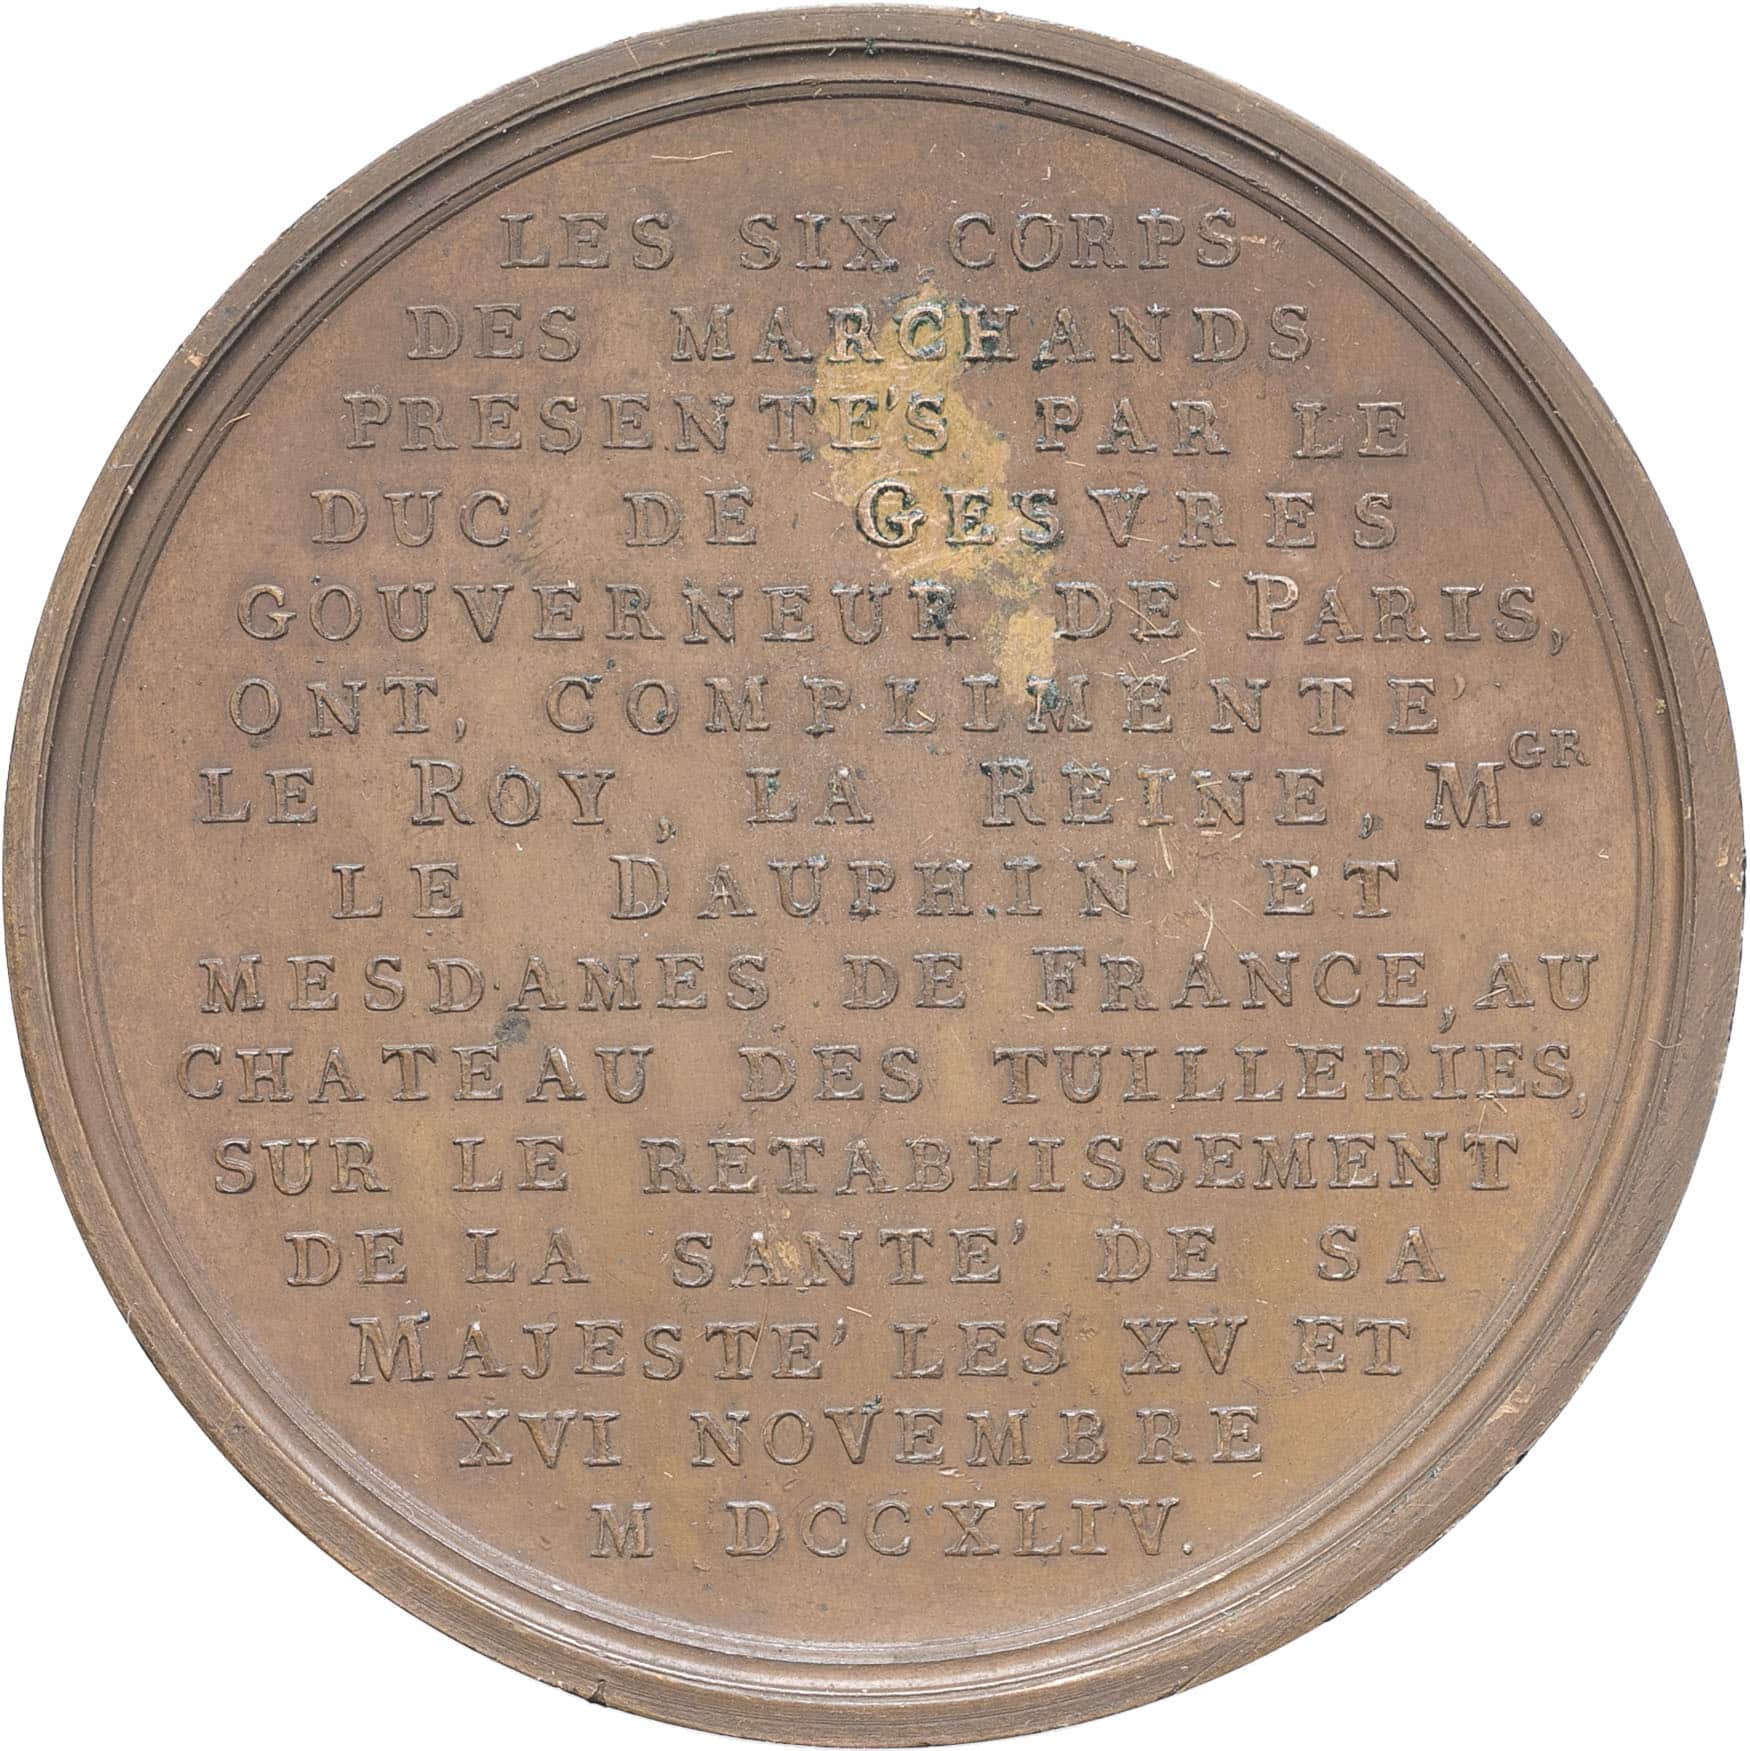 LES SIX CORPS
DES MARCHANDS
PRESENTE'S PAR LE
DUC DE GESVRES
GOUVERNEUR DE PARIS,
ONT, COMPLIMENTE'
LE ROY, LA REINE, M.GR
LE DAUPHIN ET
MESDAMES DE FRANCE, AU
CHATEAU DES TUILLERIES,
SUR LE RETABLISSEMENT
DE LA SANTE' DE SA
MAJESTE' LES XV ET
XVI NOVEMBRE
M DCCXLIV.